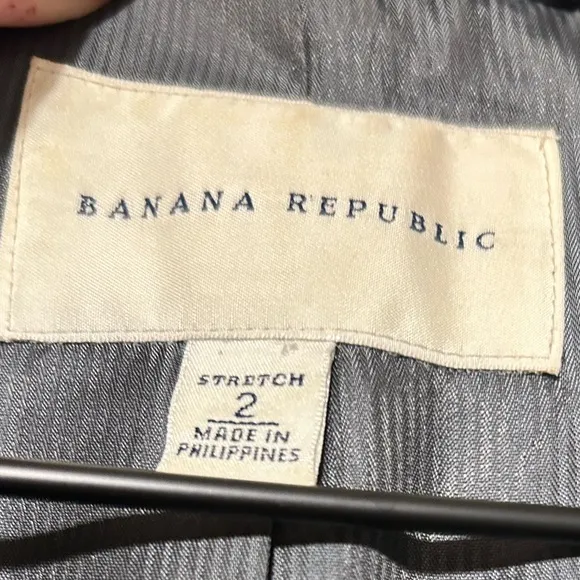 BANANA REPUBLIC
STRETCH
2
MADE IN
PHILIPPINES